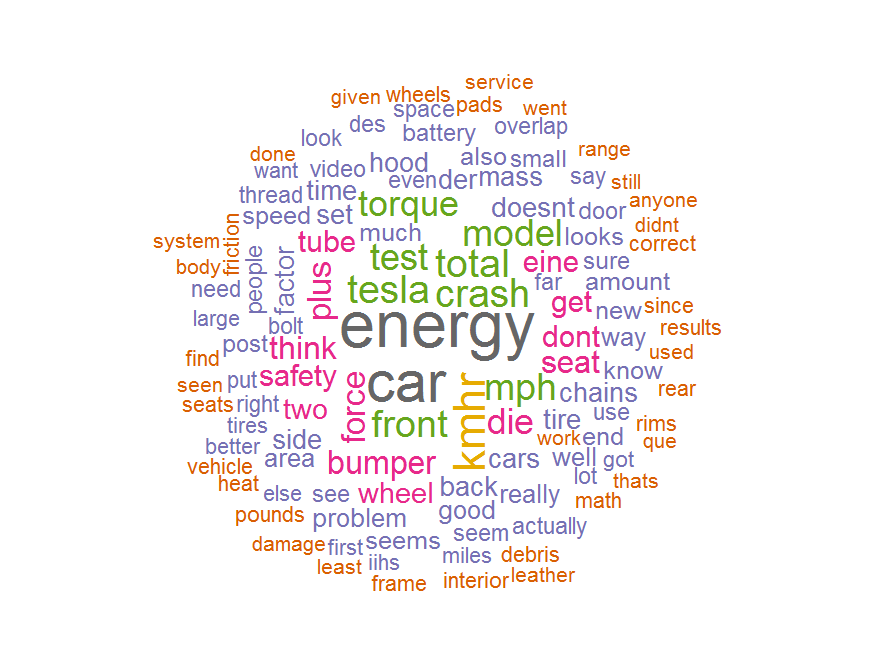 service
given wheels
space pads went
des battery overlap
look
done want video hood also small range
time even der mass say still
thread torque doesnt door anyone
speed set much model looks didnt
system friction tube test total eine sure correct
body people factor plus tesla crash far amount
need
large bolt energy get new since
post think dont way results
find safety car seat know used
seen put mph chains rear
seats right two force front kmhr die tire use rims
tires side work end que
better area bumper cars well got
vehicle lot thats
heat else see wheel back really math
pounds problem good actually
damage first seems seem debris
least iihs miles
frame interior leather